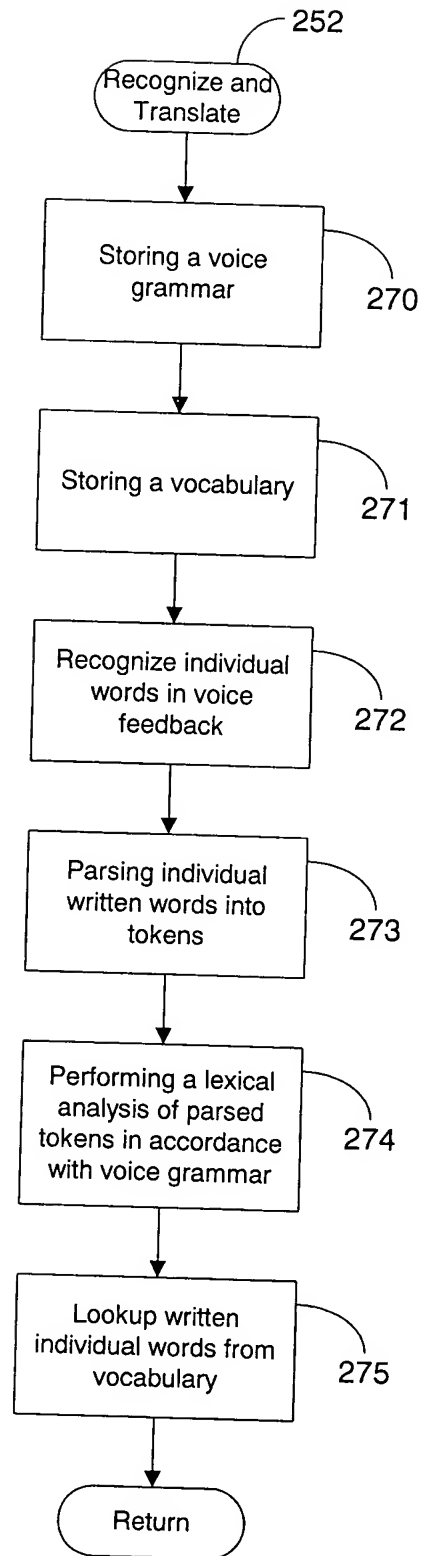 252
Recognize and
Translate
Storing a voice
grammar
270
Storing a vocabulary
271
Recognize individual
words in voice
feedback
272
Parsing individual
written words into
tokens
273
Performing a lexical
analysis of parsed
tokens in accordance
with voice grammar
274
Lookup written
individual words from
vocabulary
275
Return